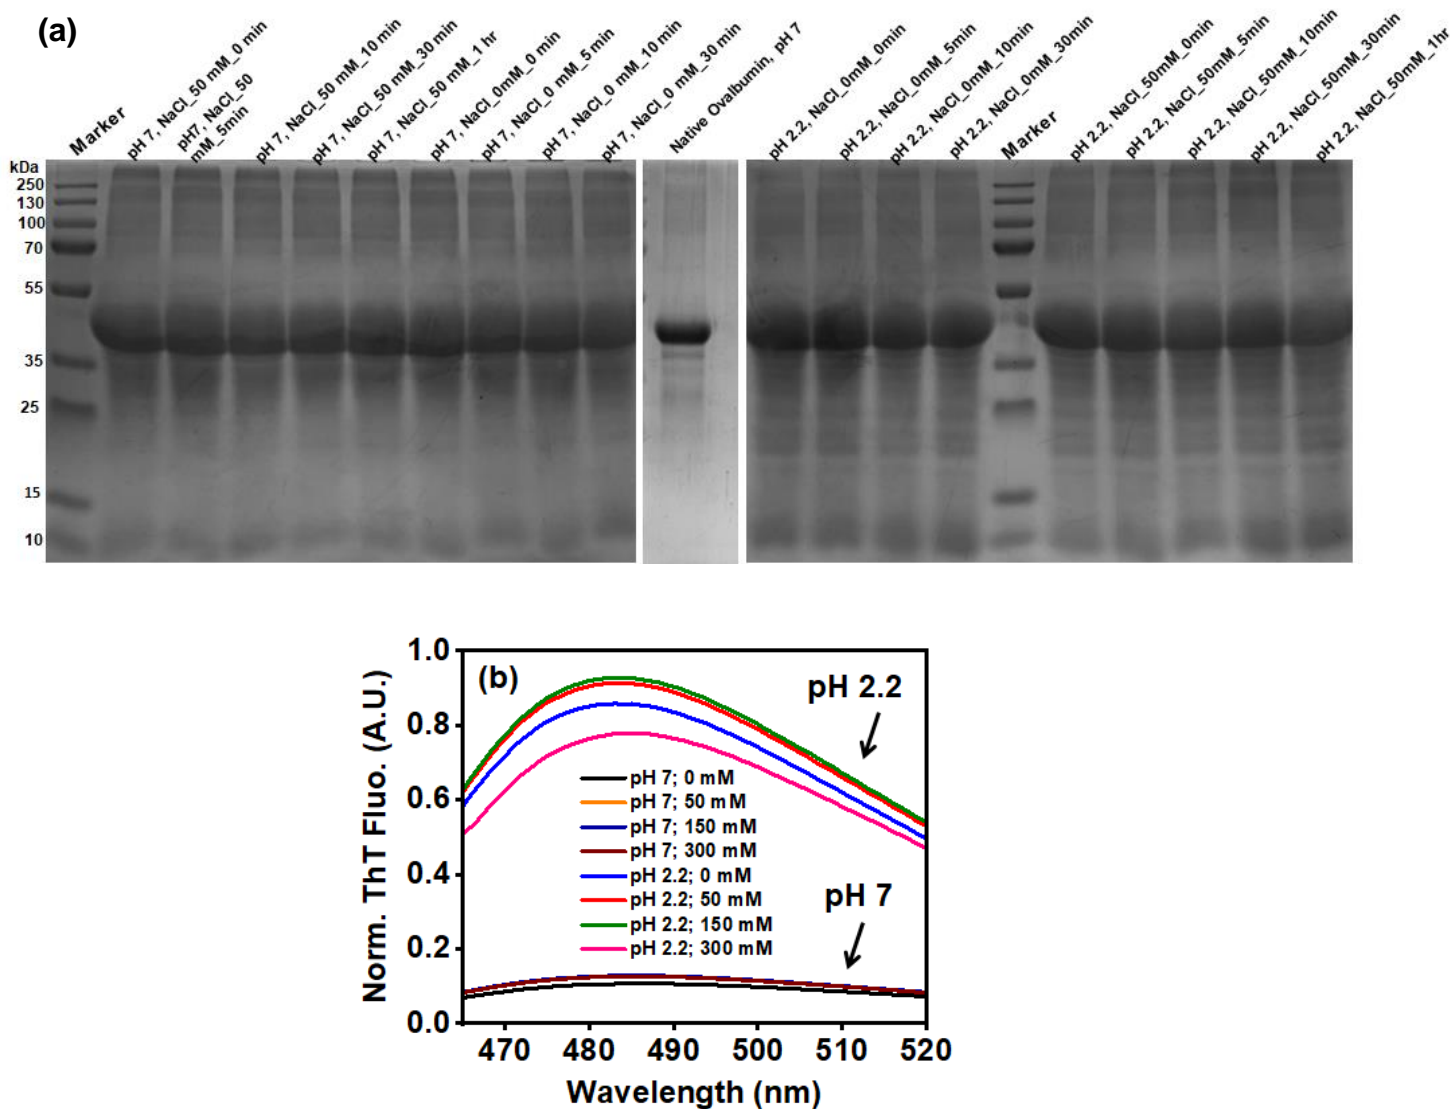 (a)
Marker
pH 7, NaCl_50 mM_0 min
pH7, NaCl_50
mM_5min
pH 7, NaCl_50 mM_10 min
pH 7, NaCl_50 mM_30 min
pH 7, NaCl_50 mM_1 hr
pH 7, NaCl_0mM_0 min
pH 7, NaCl_0 mM_5 min
pH 7, NaCl_0 mM_10 min
pH 7, NaCl_0 mM_30 min
Native Ovalbumin, pH 7
pH 2.2, NaCl_0mM_0min
pH 2.2, NaCl_0mM_5min
pH 2.2, NaCl_0mM_10min
pH 2.2, NaCl_0mM_30min
Marker
pH 2.2, NaCl_50mM_0min
pH 2.2, NaCl_50mM_5min
pH 2.2, NaCl_50mM_10min
pH 2.2, NaCl_50mM_30min
pH 2.2, NaCl_50mM_1hr
kDa
250
130
100
70
55
35
25
15
10
(b)
pH 2.2
pH 7
pH 7; 0 mM
pH 7; 50 mM
pH 7; 150 mM
pH 7; 300 mM
pH 2.2; 0 mM
pH 2.2; 50 mM
pH 2.2; 150 mM
pH 2.2; 300 mM
Norm. ThT Fluo. (A.U.)
1.0
0.8
0.6
0.4
0.2
0.0
470 480 490 500 510 520
Wavelength (nm)